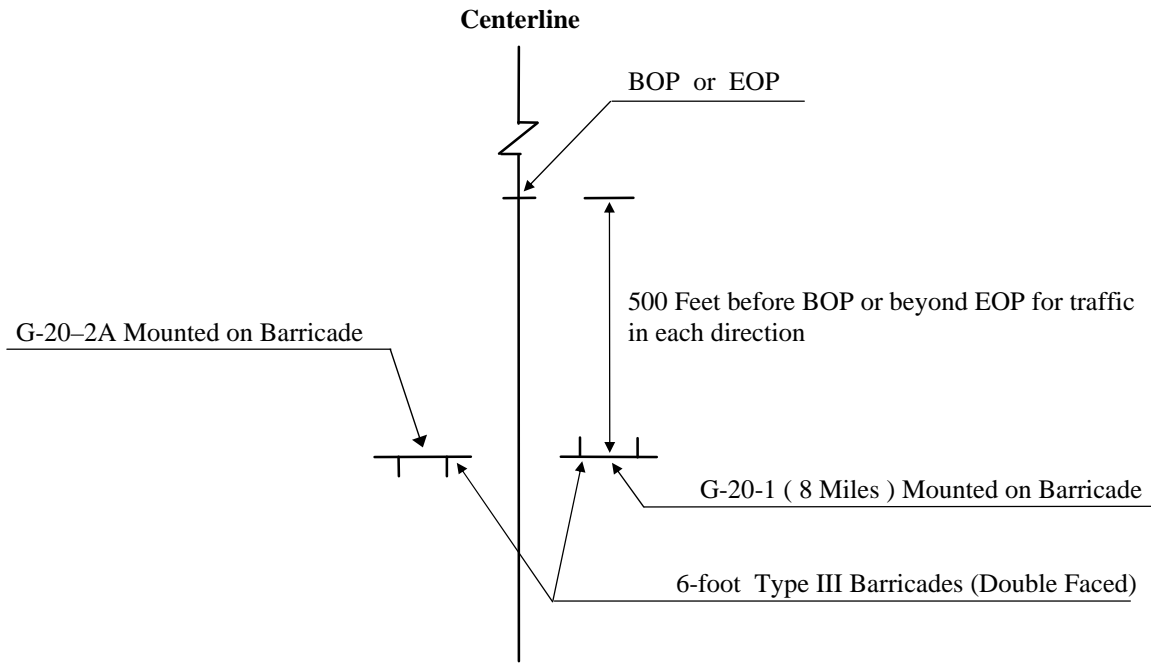 Centerline
BOP or EOP
500 Feet before BOP or beyond EOP for traffic
in each direction
G-20–2A Mounted on Barricade
G-20-1 ( 8 Miles ) Mounted on Barricade
6-foot Type III Barricades (Double Faced)